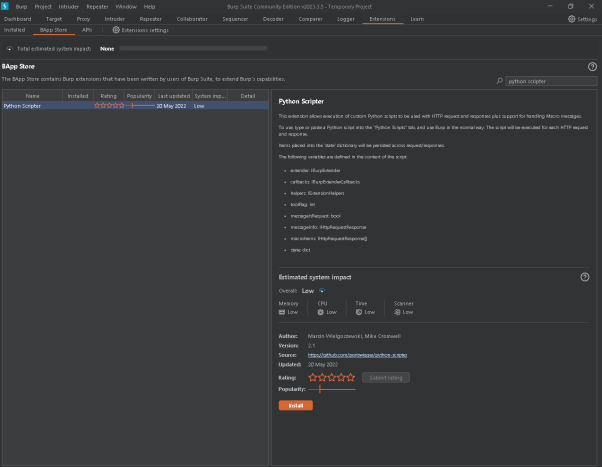 Burp Project Intruder Repeater Window Help
Burp Suite Community Edition v2025.3.3 - Temporary Project
Dashboard Target Proxy Intruder Repeater Collaborator Sequencer Decoder Comparer Logger Extensions Learn
Settings
Installed BApp Store APIs Extensions settings
Total estimated system impact: None
BApp Store
The BApp Store contains Burp extensions that have been written by users of Burp Suite, to extend Burp's capabilities.
python scripter
Name Installed Rating Popularity Last updated System imp... Detail
Python Scripter 20 May 2022 Low
Python Scripter
This extension allows execution of custom Python scripts to be used with HTTP request and responses plus support for handling Macro messages.
To use type or paste a Python script into the "Python Scripts" tab, and use Burp in the normal way. The script will be executed for each HTTP request
and response.
Items placed into the 'state' dictionary will be persisted across request/responses.
The following variables are defined in the content of the script:
extender: IBurpExtender
callbacks: IBurpExtenderCallbacks
helpers: IExtensionHelpers
toolFlag: int
messageIsRequest: bool
messageInfo: IHttpRequestResponse
macroItems: IHttpRequestResponse[]
state: dict
Estimated system impact
Overall: Low
Memory CPU Time Scanner
Low Low Low Low
Author: Marcin Wielgoszewski, Mike Cromwell
Version: 2.1
Source: https://github.com/portswigger/python-scripter
Updated: 20 May 2022
Rating: Submit rating
Popularity:
Install